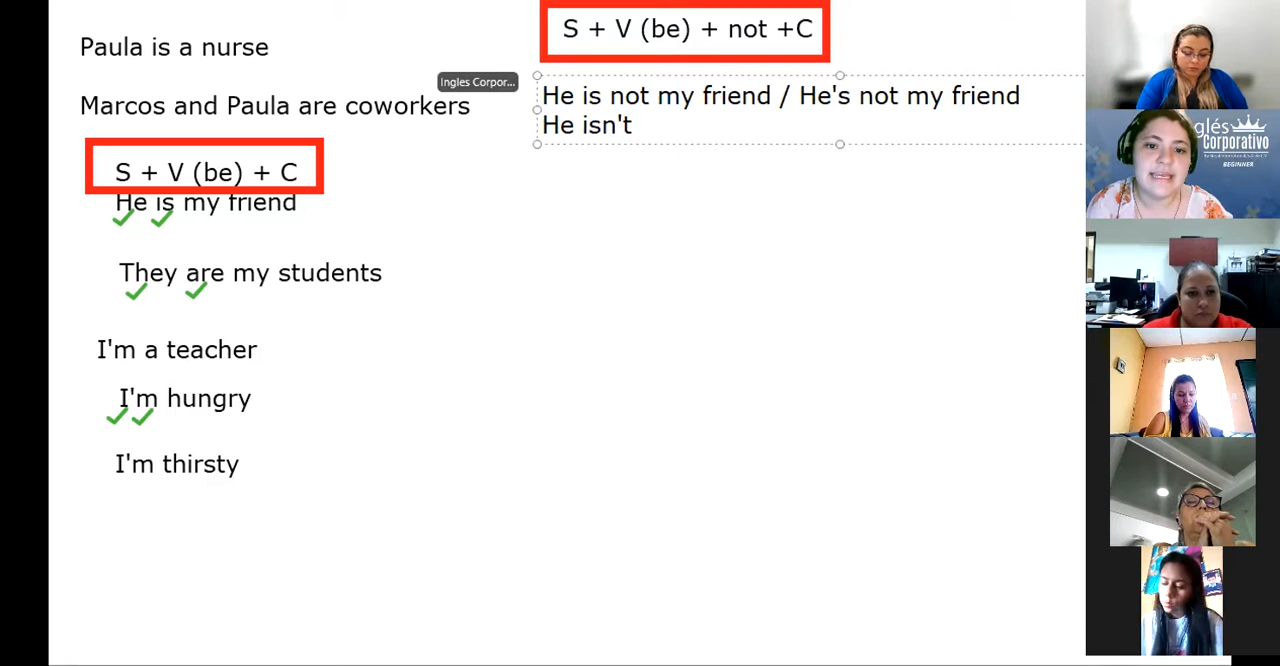 Paula is a nurse
Marcos and Paula are coworkers
S + V (be) + C
He is my friend
They are my students
I'm a teacher
I'm hungry
I'm thirsty
Ingles Corpor...
S + V (be) + not +C
He is not my friend / He's not my friend
He isn't
glés
Corporativo
BEGINNER